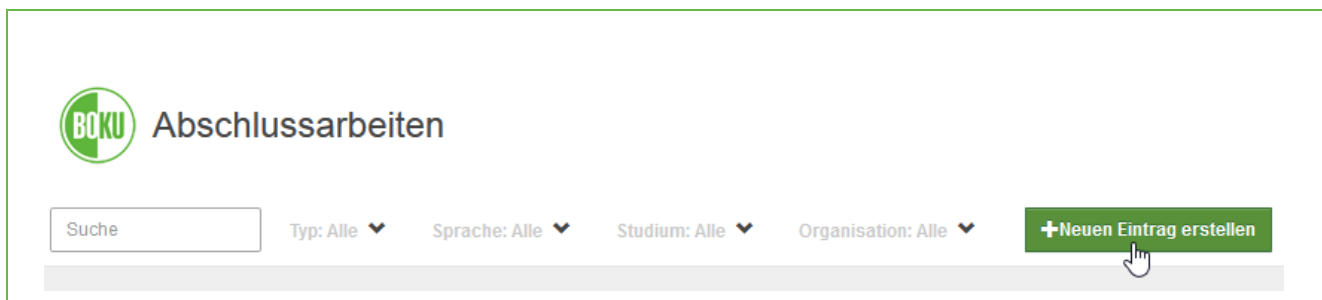 BOKU
Abschlussarbeiten
Suche Typ: Alle Sprache: Alle Studium: Alle Organisation: Alle +Neuen Eintrag erstellen